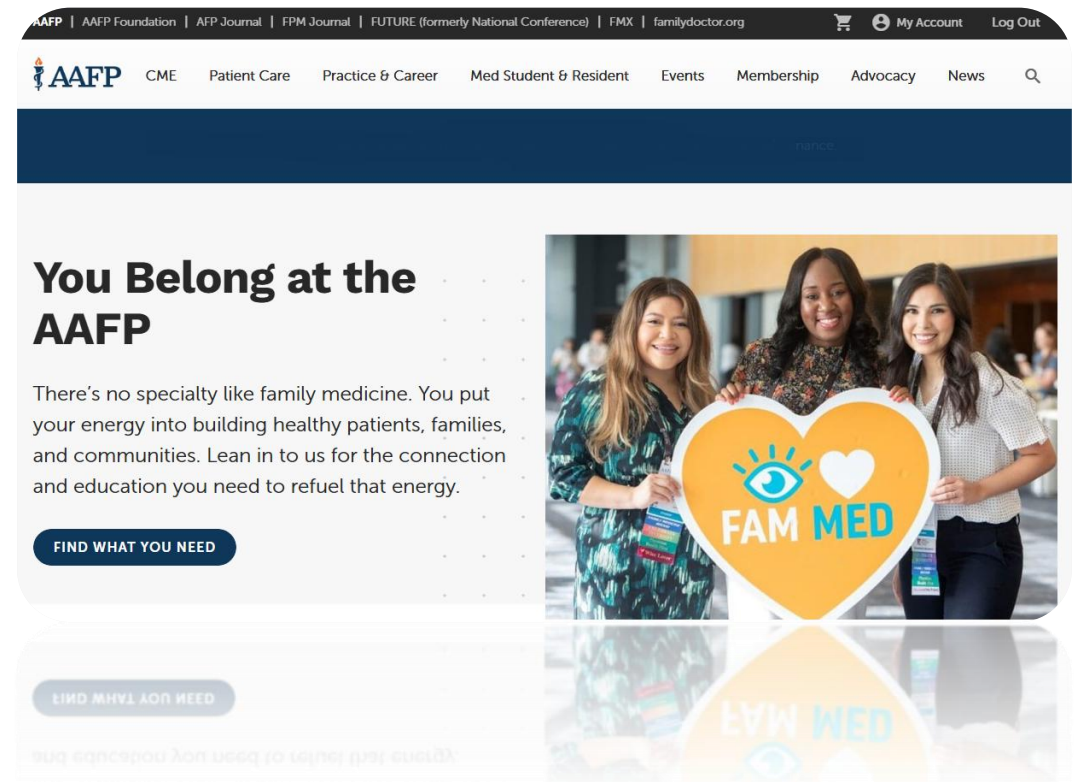 AAFP | AAFP Foundation | AFP Journal | FPM Journal | FUTURE (formerly National Conference) | FMX | familydoctor.org My Account Log Out
AAFP CME Patient Care Practice & Career Med Student & Resident Events Membership Advocacy News
nance
You Belong at the
AAFP
There's no specialty like family medicine. You put
your energy into building healthy patients, families,
and communities. Lean in to us for the connection
and education you need to refuel that energy.
FIND WHAT YOU NEED
FAM MED